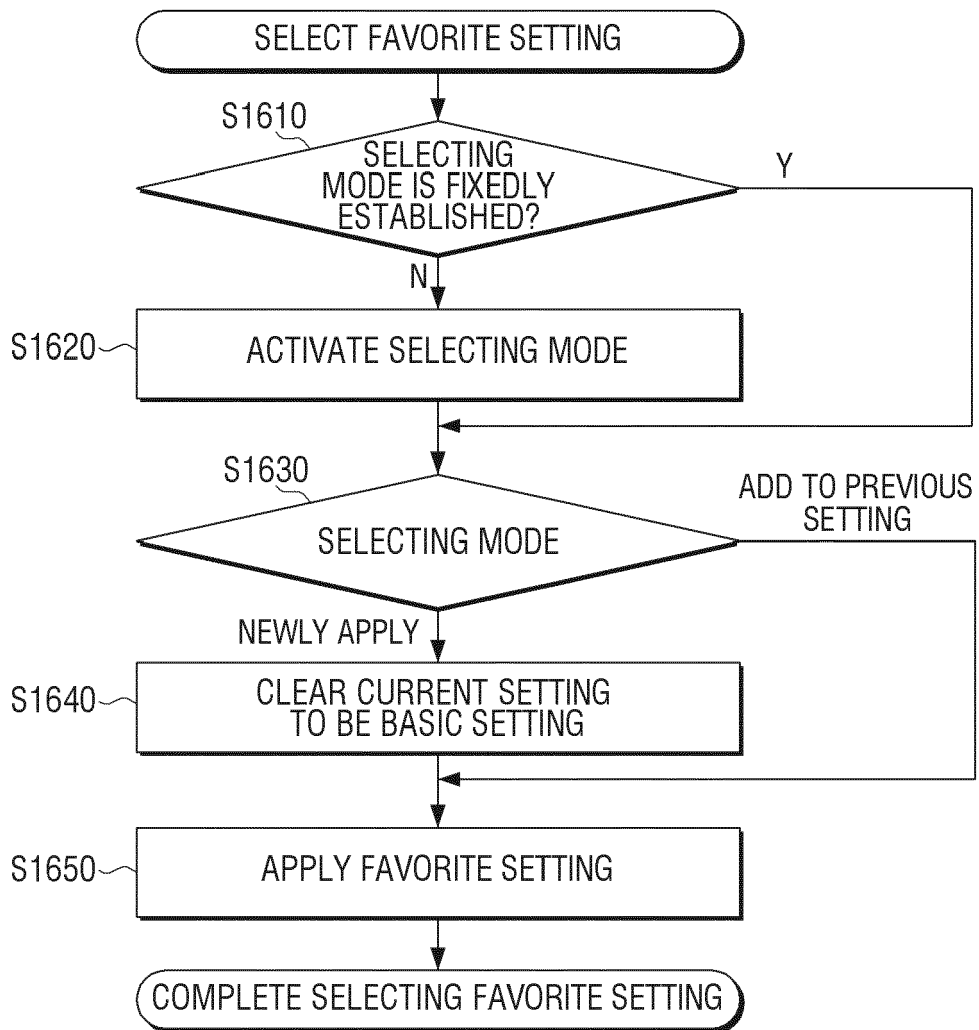 SELECT FAVORITE SETTING
S1610
SELECTING
MODE IS FIXEDLY
ESTABLISHED?
Y
N
S1620
ACTIVATE SELECTING MODE
S1630
SELECTING MODE
ADD TO PREVIOUS
SETTING
NEWLY APPLY
S1640
CLEAR CURRENT SETTING
TO BE BASIC SETTING
S1650
APPLY FAVORITE SETTING
COMPLETE SELECTING FAVORITE SETTING